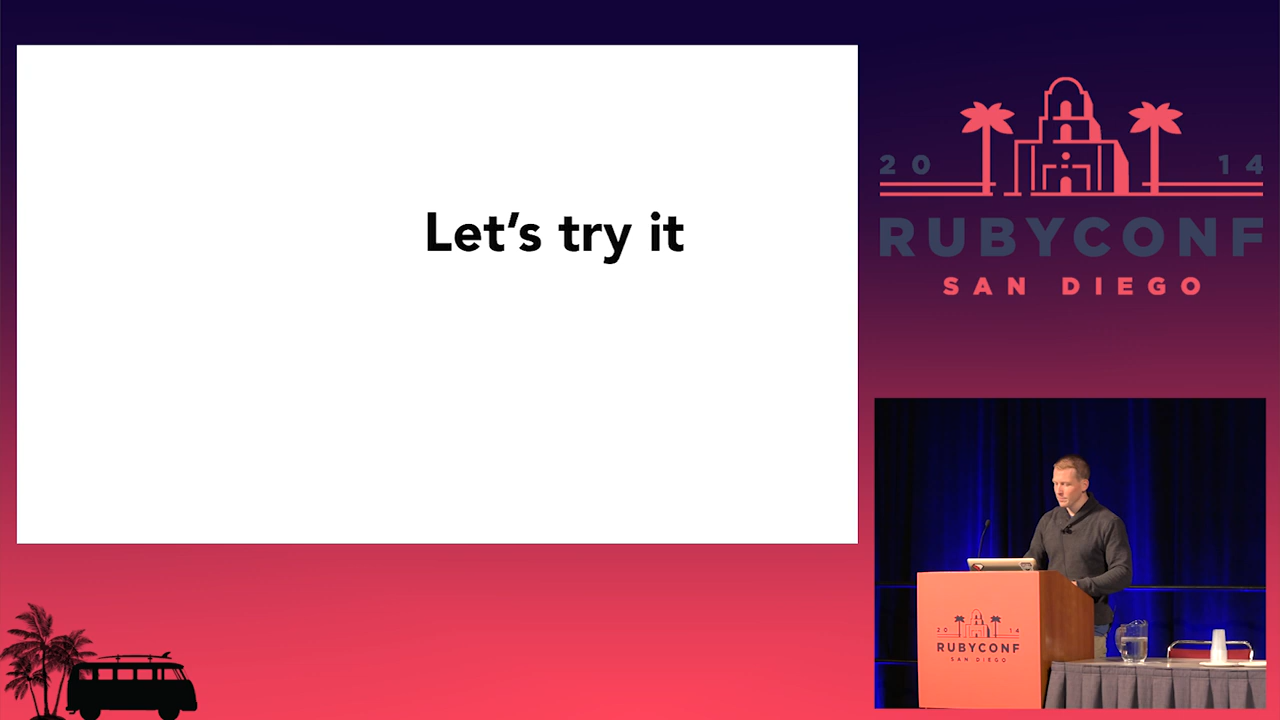 Let’s try it
20 14
RUBYCONF
SAN DIEGO
20 14
RUBYCONF
SAN DIEGO